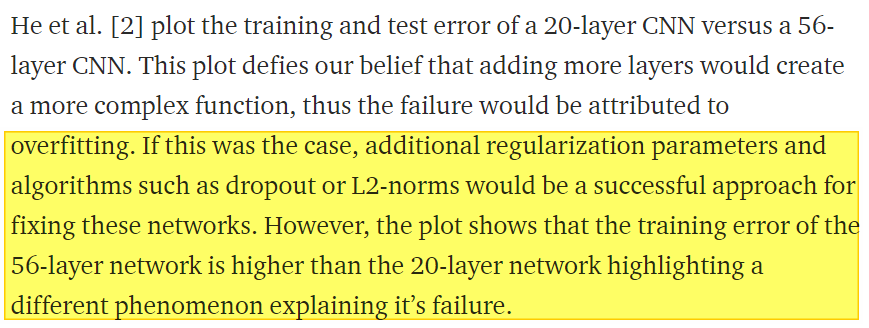 He et al. [2] plot the training and test error of a 20-layer CNN versus a 56-
layer CNN. This plot defies our belief that adding more layers would create
a more complex function, thus the failure would be attributed to
overfitting. If this was the case, additional regularization parameters and
algorithms such as dropout or L2-norms would be a successful approach for
fixing these networks. However, the plot shows that the training error of the
56-layer network is higher than the 20-layer network highlighting a
different phenomenon explaining it’s failure.